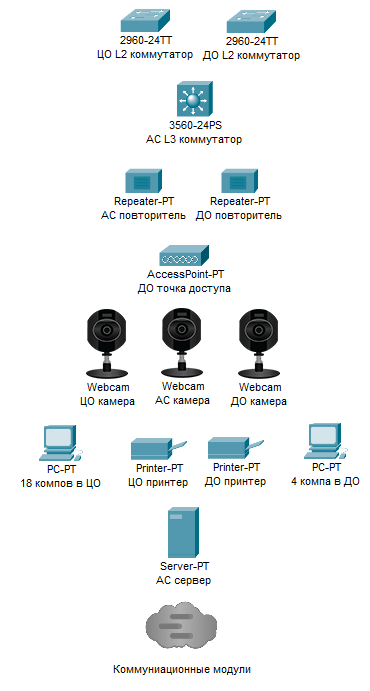 2960-24TT
ЦО L2 коммутатор
2960-24TT
ДО L2 коммутатор
3560-24PS
АС L3 коммутатор
Repeater-PT
АС повторитель
Repeater-PT
ДО повторитель
AccessPoint-PT
ДО точка доступа
Webcam
ЦО камера
Webcam
АС камера
Webcam
ДО камера
PC-PT
18 компов в ЦО
Printer-PT
ЦО принтер
Printer-PT
ДО принтер
PC-PT
4 компа в ДО
Server-PT
АС сервер
Коммуниационные модули